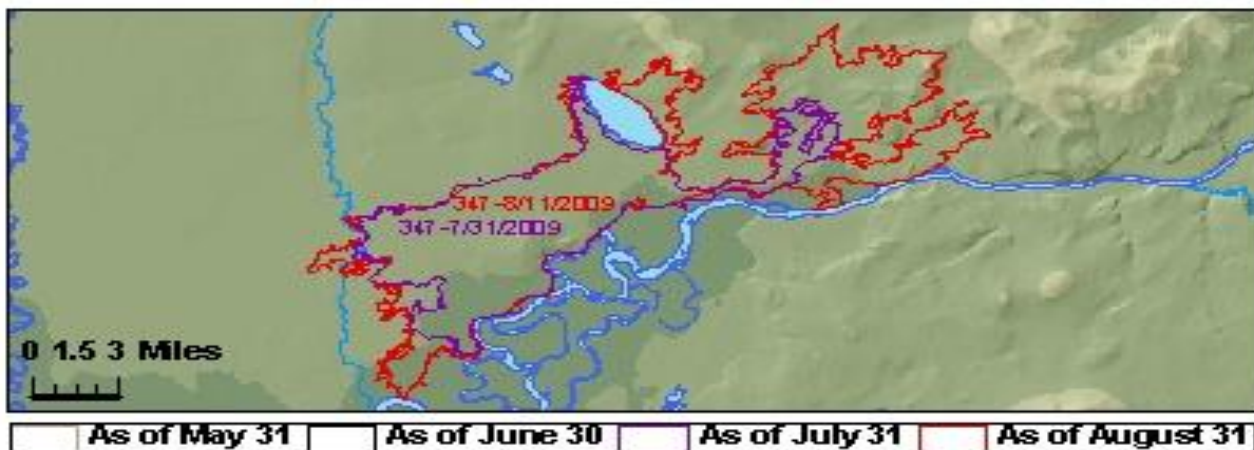 347-8/11/2009
347-7/31/2009
0 1.5 3 Miles
As of May 31 As of June 30 As of July 31 As of August 31